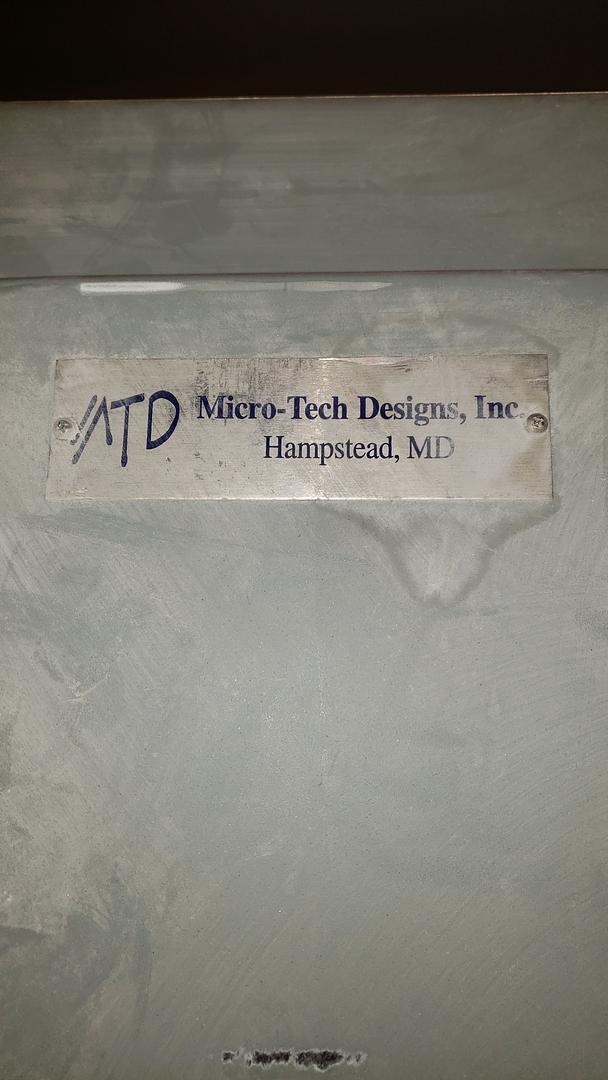 MTD
Micro-Tech Designs, Inc.
Hampstead, MD